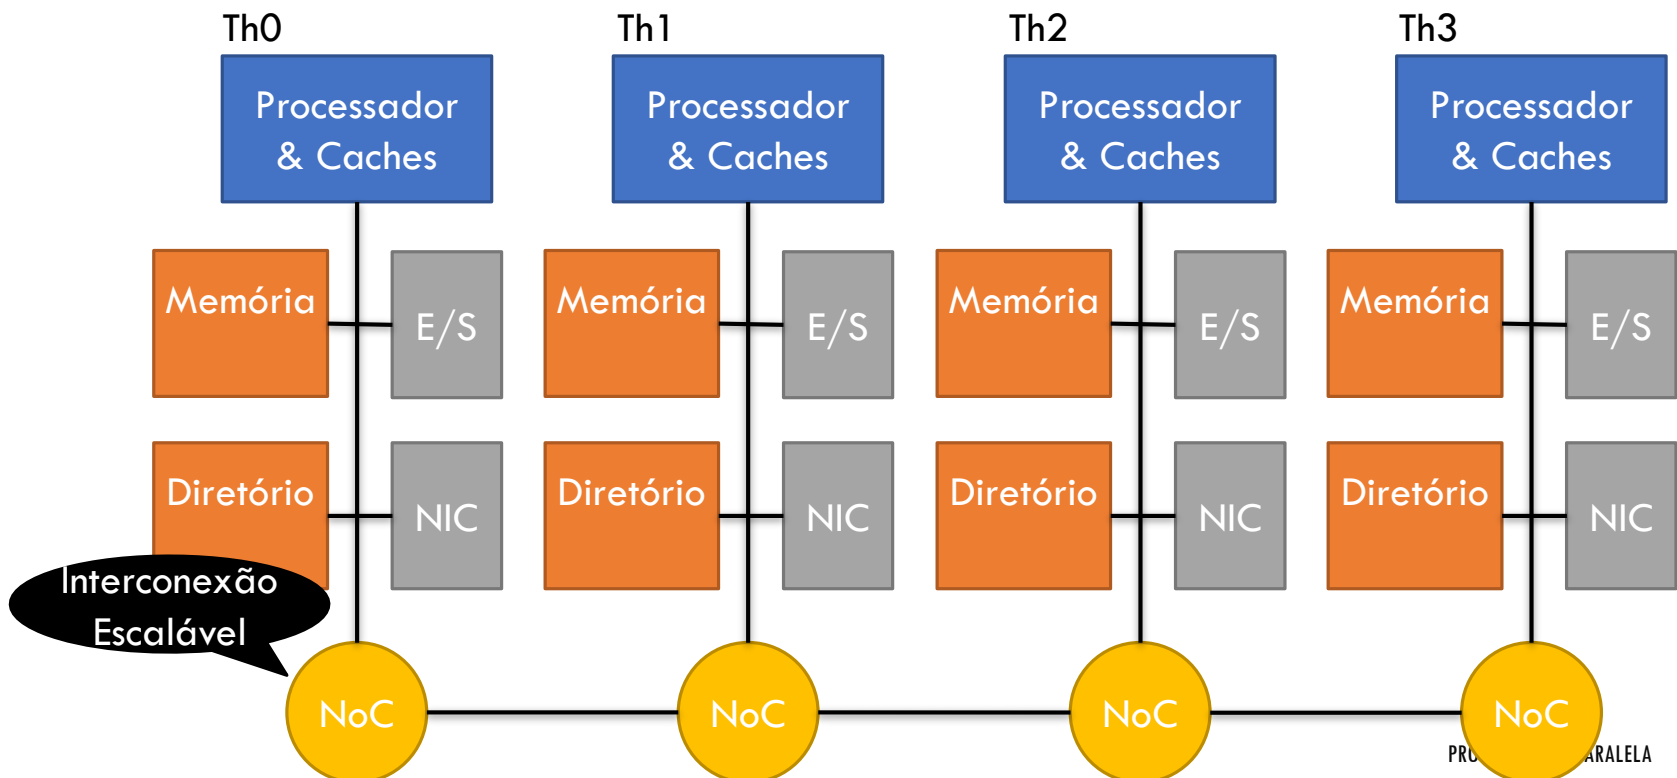 Th0
Th1
Th2
Th3
Processador
& Caches
Processador
& Caches
Processador
& Caches
Processador
& Caches
Memória
E/S
Memória
E/S
Memória
E/S
Memória
E/S
Diretório
NIC
Diretório
NIC
Diretório
NIC
Diretório
NIC
Interconexão
Escalável
NoC
NoC
NoC
NoC